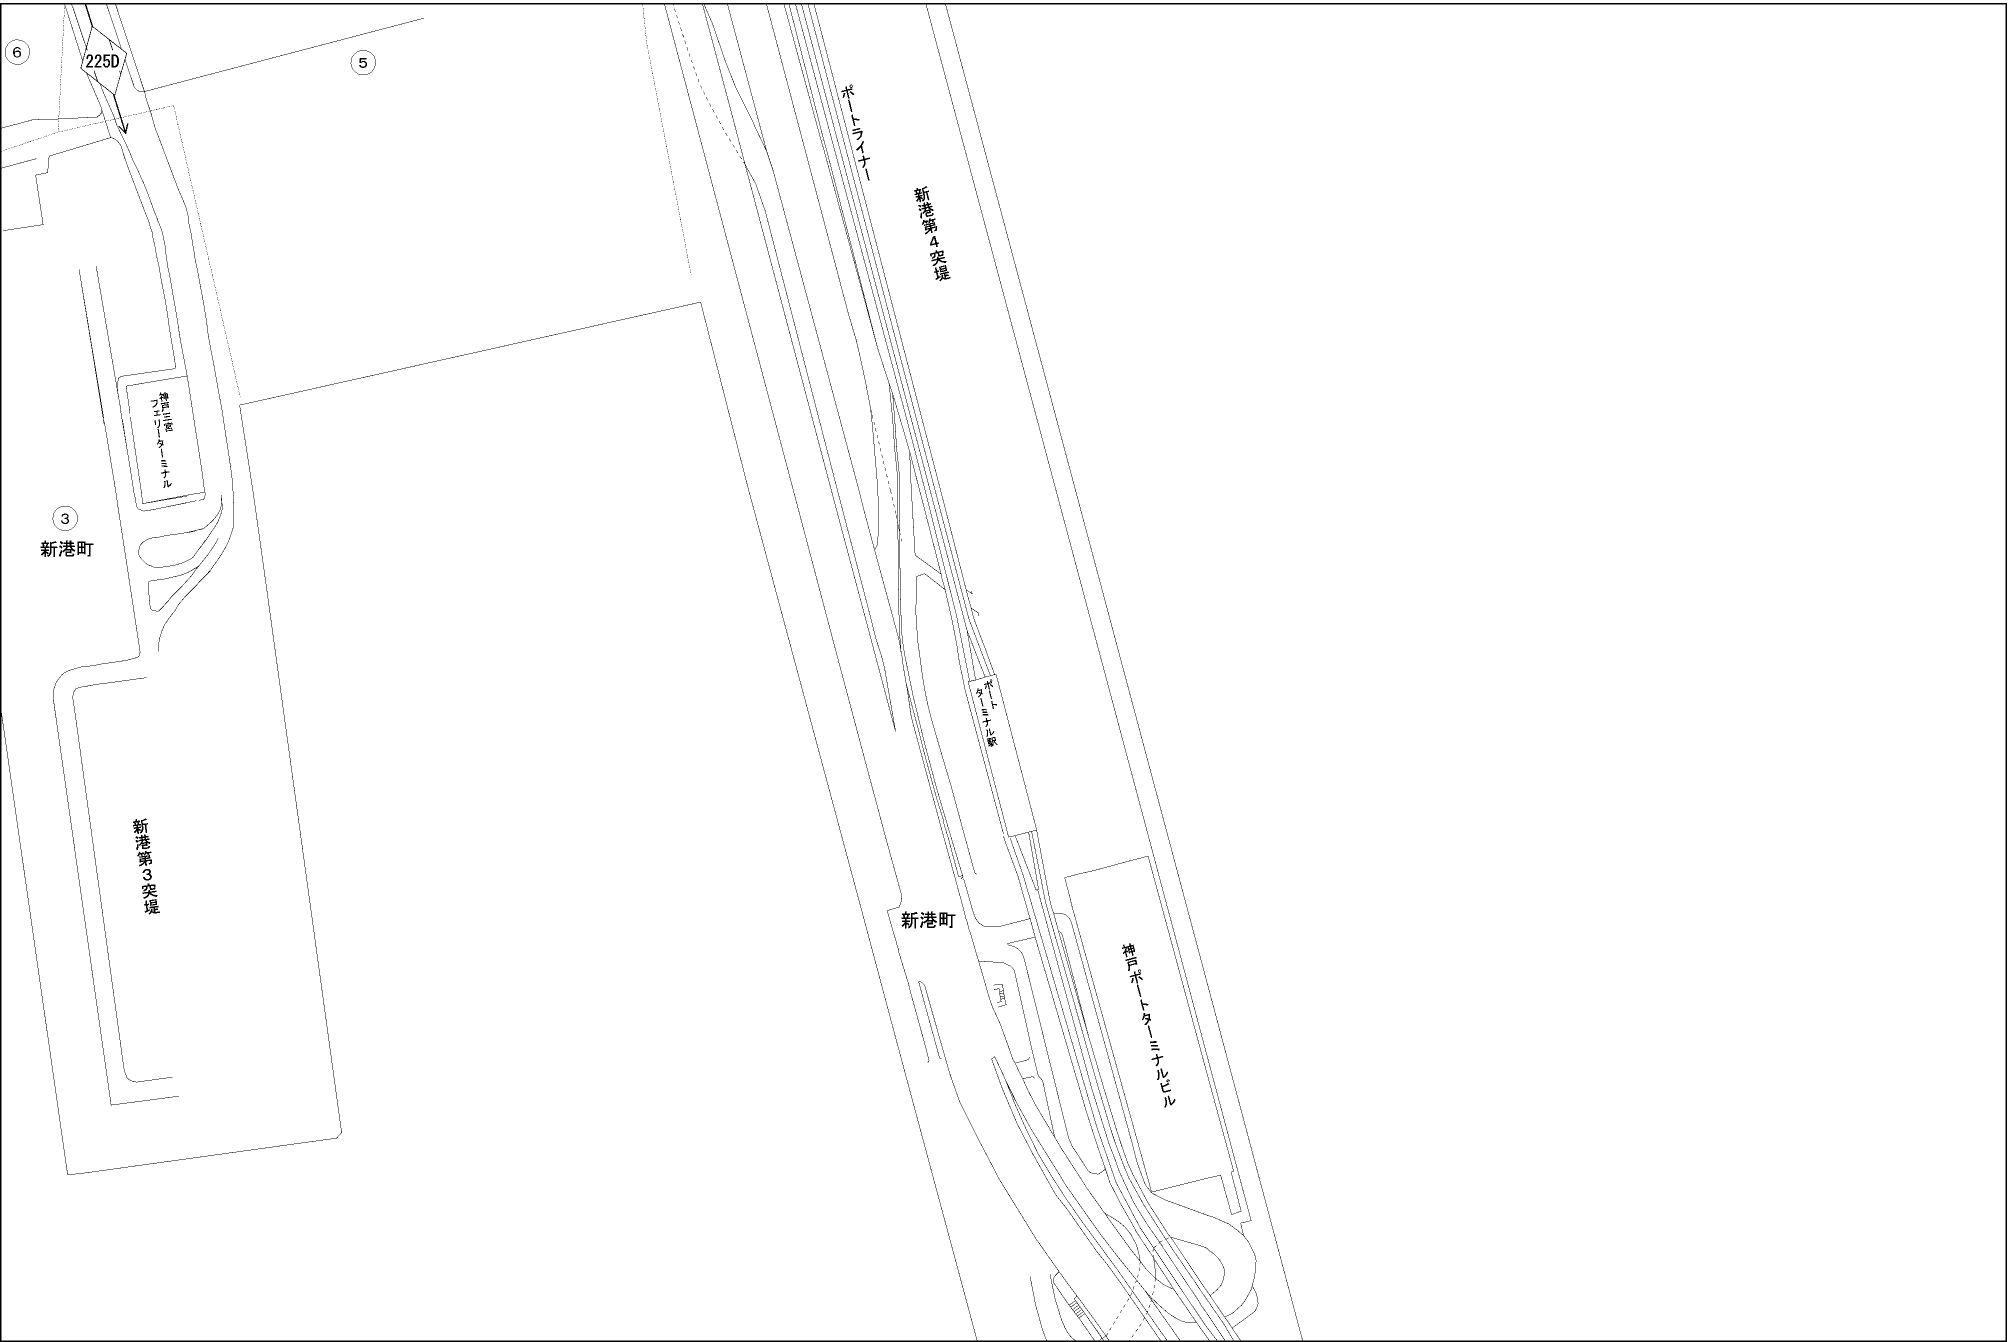 ⑥
225D
⑤
ポートライナー
新港第4突堤
神戸三宮
フェリーターミナル
③
新港町
ポート
ターミナル駅
新港第3突堤
新港町
神戸ポートターミナルビル